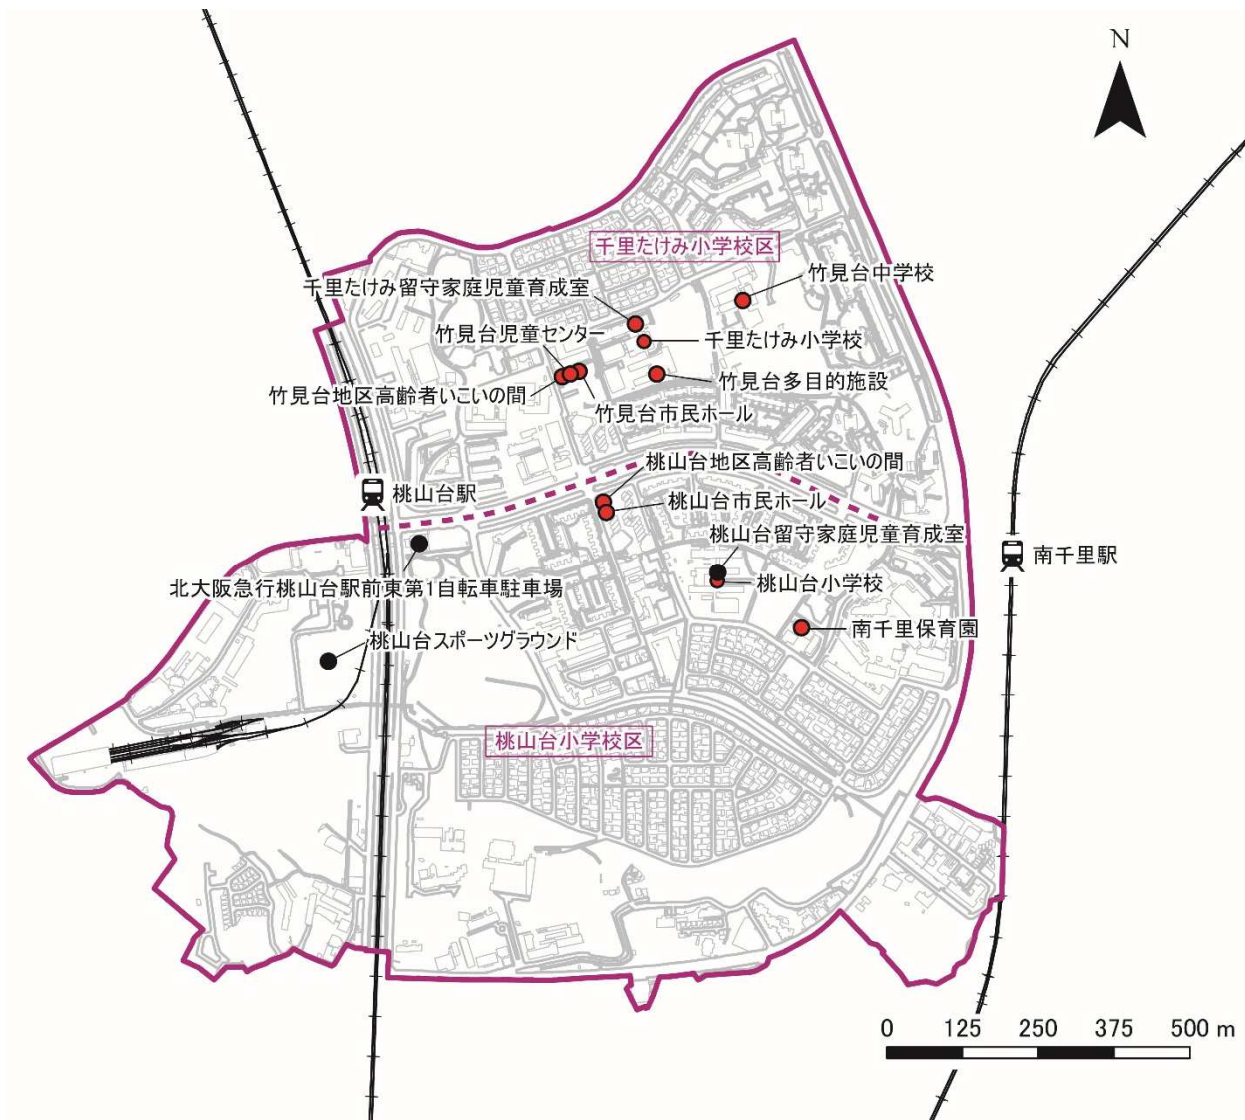 N
千里たけみ小学校区
竹見台中学校
千里たけみ留守家庭児童育成室
竹見台児童センター
千里たけみ小学校
竹見台多目的施設
竹見台地区高齢者いこいの間
竹見台市民ホール
桃山台地区高齢者いこいの間
桃山台駅
桃山台市民ホール
桃山台留守家庭児童育成室
南千里駅
北大阪急行桃山台駅前東第1自転車駐車場
桃山台小学校
南千里保育園
桃山台スポーツグラウンド
桃山台小学校区
0 125 250 375 500 m